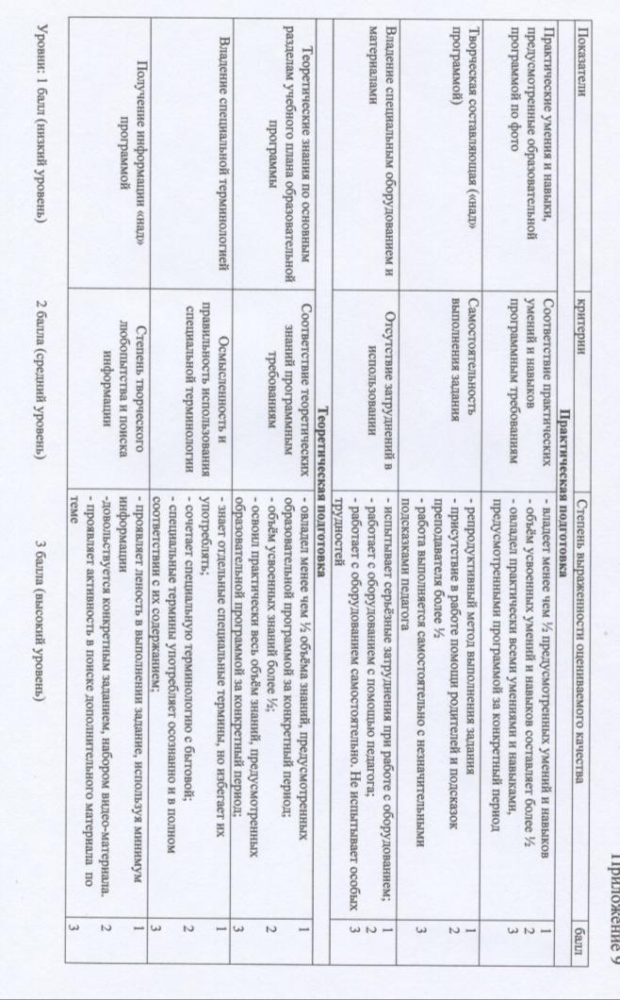 Приложение 9
Показатели
критерии
Степень выраженности оцениваемого качества
балл
Практическая подготовка
Практические умения и навыки,
предусмотренные образовательной
программой по фото
Соответствие практических
умений и навыков
программным требованиям
- владеет менее чем ½ предусмотренных умений и навыков
- объём усвоенных умений и навыков составляет более ½
- овладел практически всеми умениями и навыками,
предусмотренными программой за конкретный период
1
2
3
Творческая составляющая («над»
программой)
Самостоятельность
выполнения задания
- репродуктивный метод выполнения задания
- присутствие в работе помощи родителей и подсказок
преподавателя более ½
- работа выполняется самостоятельно с незначительными
подсказками педагога
1
2
3
Владение специальным оборудованием и
материалами
Отсутствие затруднений в
использовании
- испытывает серьёзные затруднения при работе с оборудованием;
- работает с оборудованием с помощью педагога;
- работает с оборудованием самостоятельно. Не испытывает особых
трудностей
1
2
3
Теоретическая подготовка
Теоретические знания по основным
разделам учебного плана образовательной
программы
Соответствие теоретических
знаний программным
требованиям
- овладел менее чем ½ объёма знаний, предусмотренных
образовательной программой за конкретный период;
- объём усвоенных знаний более ½;
- освоил практически весь объём знаний, предусмотренных
образовательной программой за конкретный период;
1
2
3
Владение специальной терминологией
Осмысленность и
правильность использования
специальной терминологии
- знает отдельные специальные термины, но избегает их
употреблять;
- сочетает специальную терминологию с бытовой;
- специальные термины употребляет осознанно и в полном
соответствии с их содержанием;
1
2
3
Получение информации «над»
программой
Степень творческого
любопытства и поиска
информации
- проявляет леность в выполнении задание, используя минимум
информации
-довольствуется конкретным заданием, набором видео-материала.
- проявляет активность в поиске дополнительного материала по
теме
1
2
3
Уровни: 1 балл (низкий уровень)
2 балла (средний уровень)
3 балла (высокий уровень)